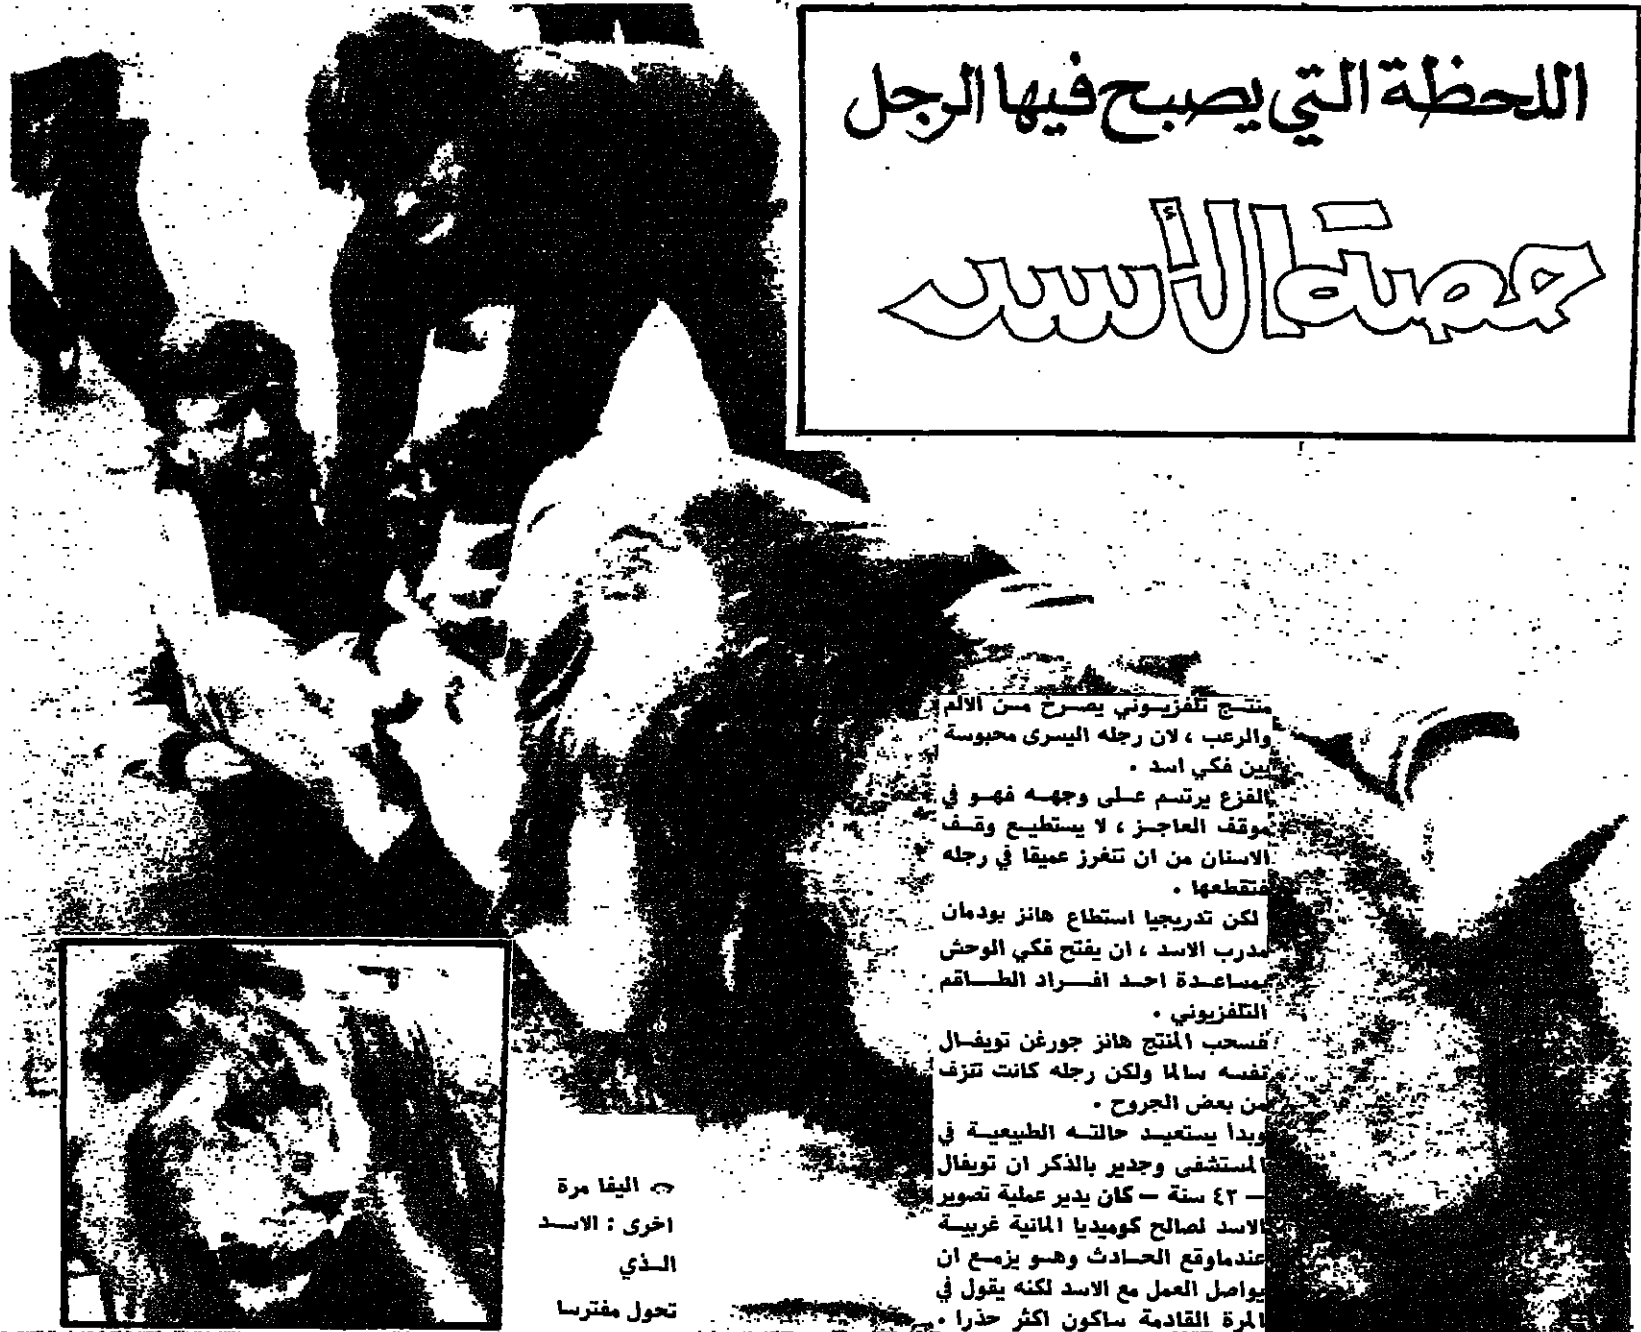 اللحظة التي يصبح فيها الرجل
حصة الأسد
منتج تلفزيوني يصرخ من الالم
والرعب ، لان رجله اليسرى محبوسة
بين فكي اسد .
الفزع يرتسم على وجهه فهو في
موقف العاجز ، لا يستطيع وقف
الاسنان من ان تنغرز عميقا في رجله
فتقطعها .
لكن تدريجيا استطاع هانز بودمان
مدرب الاسد ، ان يفتح فكي الوحش
بمساعدة احد افراد الطاقم
التلفزيوني .
فسحب المنتج هانز جورغن تويفال
نفسه سالما ولكن رجله كانت تنزف
من بعض الجروح .
وبدأ يستعيد حالته الطبيعية في
المستشفى وجدير بالذكر ان تويفال
— ٤٢ سنة — كان يدير عملية تصوير
الاسد لصالح كوميديا المانية غربية
عندماوقع الحادث وهو يزمع ان
يواصل العمل مع الاسد لكنه يقول في
المرة القادمة ساكون اكثر حذرا .
اليفا مرة
اخرى : الاسد
الذي
تحول مفترسا